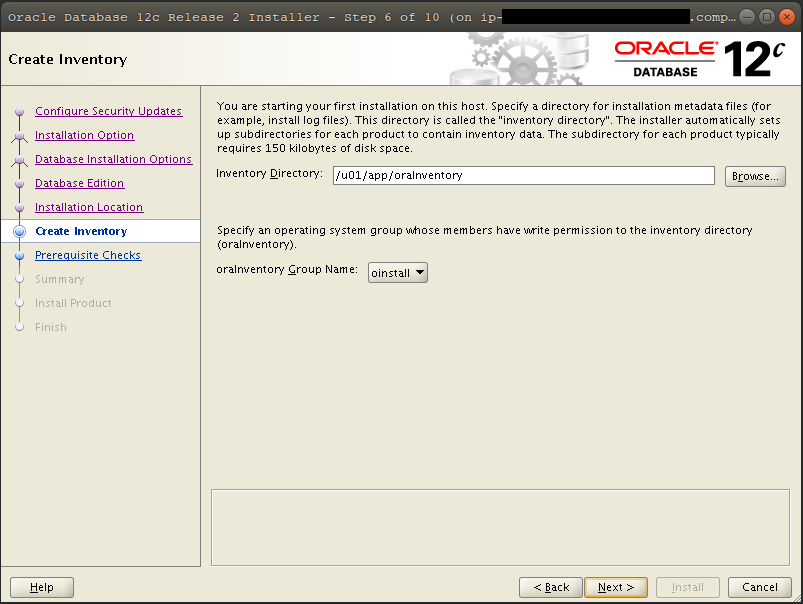 Oracle Database 12c Release 2 Installer - Step 6 of 10 (on ip- .comp...
Create Inventory
ORACLE
DATABASE
12c
Configure Security Updates
Installation Option
Database Installation Options
Database Edition
Installation Location
Create Inventory
Prerequisite Checks
Summary
Install Product
Finish
You are starting your first installation on this host. Specify a directory for installation metadata files (for
example, install log files). This directory is called the "inventory directory". The installer automatically sets
up subdirectories for each product to contain inventory data. The subdirectory for each product typically
requires 150 kilobytes of disk space.
Inventory Directory: /u01/app/oraInventory Browse...
Specify an operating system group whose members have write permission to the inventory directory
(oraInventory).
oraInventory Group Name: oinstall
Help < Back Next > Install Cancel